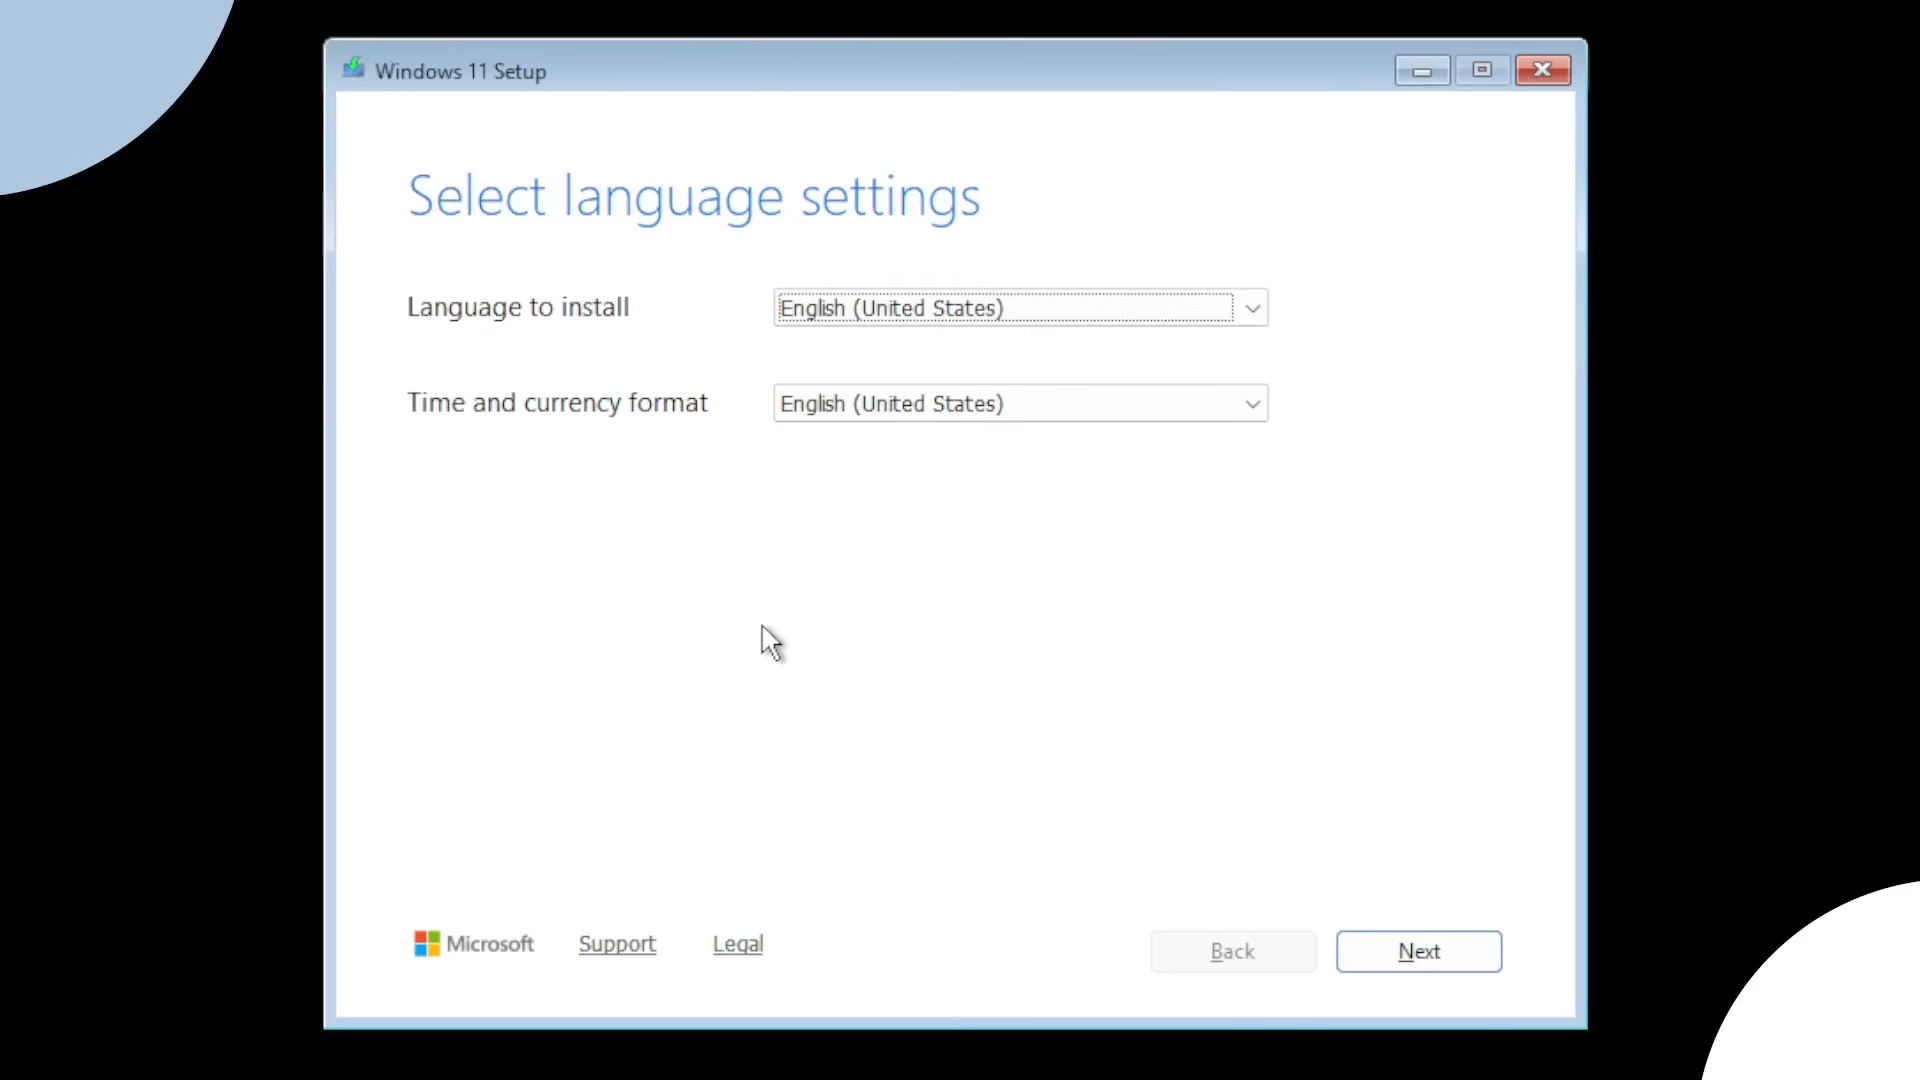 Windows 11 Setup
Select language settings
Language to install
English (United States)
Time and currency format
English (United States)
Microsoft
Support
Legal
Back
Next